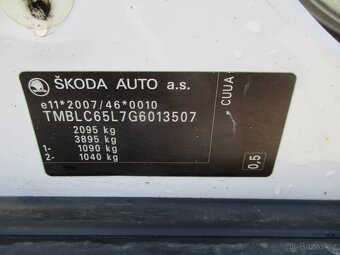 ŠKODA AUTO a.s.
e11*2007/46*0010
TMBLC65L7G6013507
2095 kg
3895 kg
1- 1090 kg
2- 1040 kg
CUUA
0,5